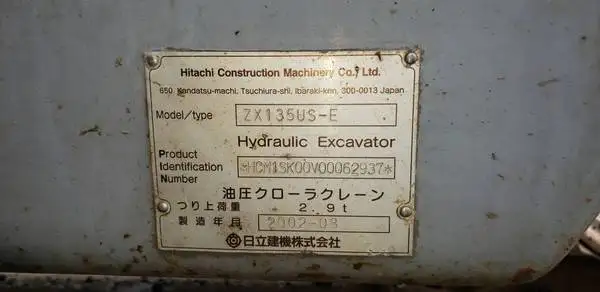 Hitachi Construction Machinery Co., Ltd.
650, Kandatsu-machi, Tsuchiura-shi, Ibaraki-ken, 300-0013 Japan
Model/type ZX135US-E
Hydraulic Excavator
Product
Identification *HCM1SK00V00062937*
Number
油圧クローラクレーン
つり上荷重 2.9t
製造年月 2002-08
日立建機株式会社